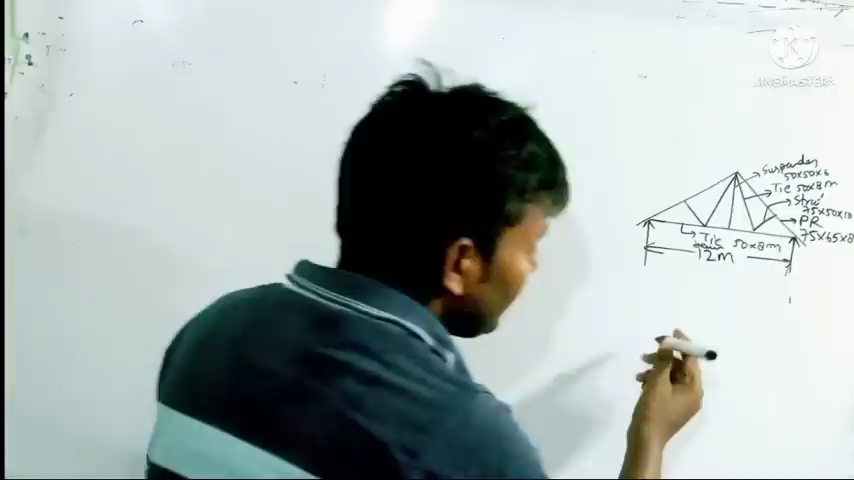 K
KINEMASTER
Suspender
50x50x6
Tie 50x8m
Strut
75x50x10
PR
75x65x8
Tie 50x8m
beam
12m